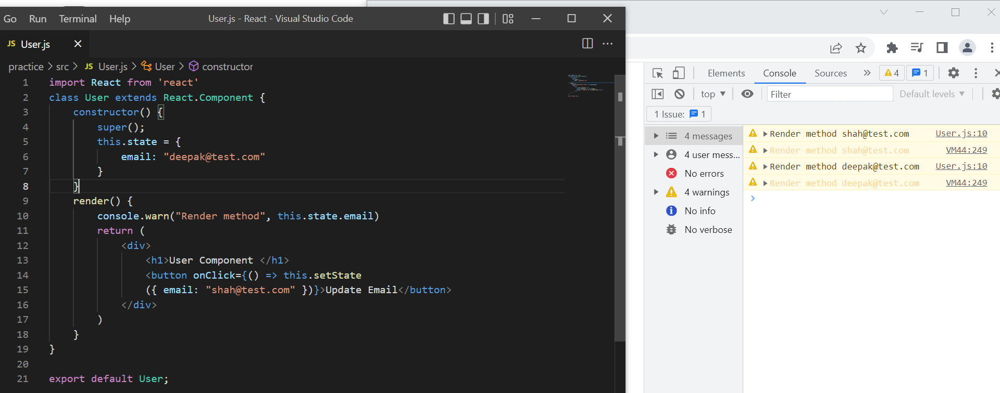 Go Run Terminal Help User.js - React - Visual Studio Code
JS User.js
practice > src > JS User.js > User > constructor
1 import React from 'react'
2 class User extends React.Component {
3 constructor() {
4 super();
5 this.state = {
6 email: "deepak@test.com"
7 }
8 }
9 render() {
10 console.warn("Render method", this.state.email)
11 return (
12 <div>
13 <h1>User Component </h1>
14 <button onClick={() => this.setState
15 ({ email: "shah@test.com" })}>Update Email</button>
16 </div>
17 )
18 }
19 }
20
21 export default User;
Elements Console Sources » 4 1
top Filter Default levels
1 Issue: 1
4 messages
4 user mess...
No errors
4 warnings
No info
No verbose
Render method shah@test.com User.js:10
Render method shah@test.com VM44:249
Render method deepak@test.com User.js:10
Render method deepak@test.com VM44:249